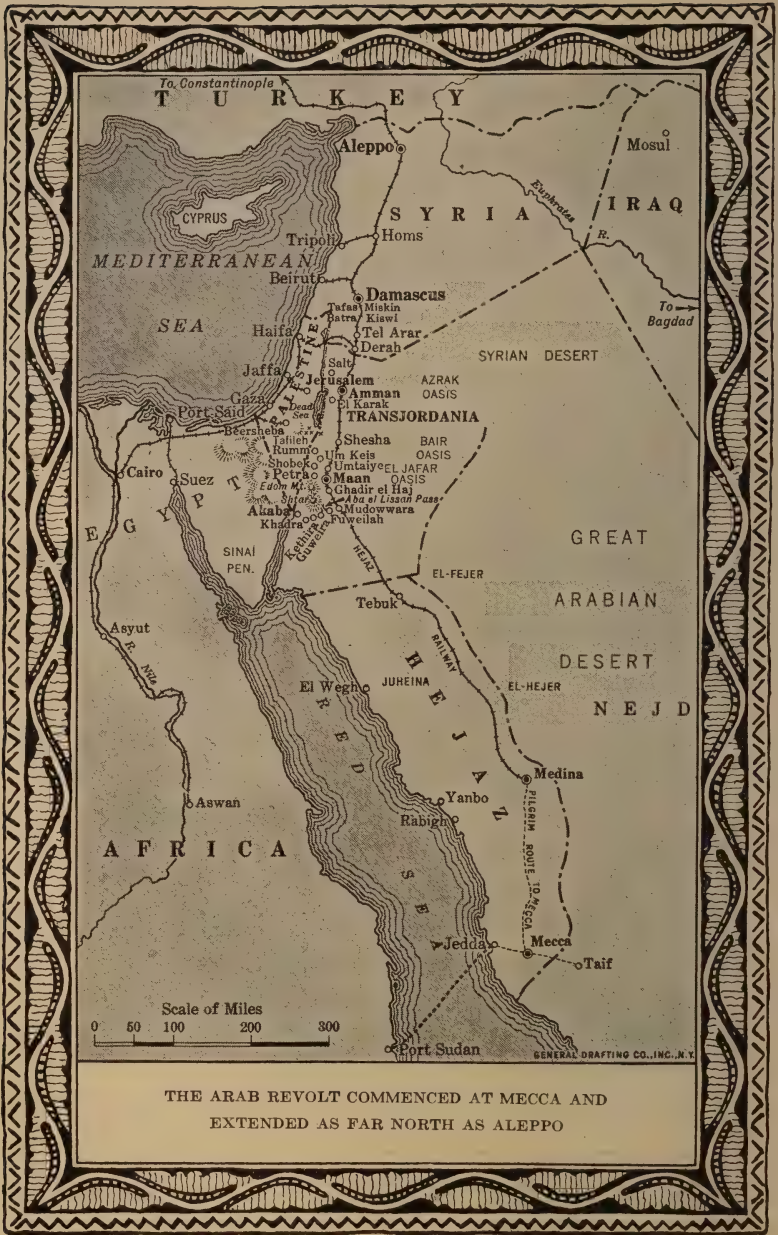 To Constantinople
TURKEY
Aleppo
Mosul
Euphrates
R.
IRAQ
CYPRUS
SYRIA
Tripoli
Homs
MEDITERRANEAN
SEA
Beirut
To
Bagdad
Damascus
Tafas Miskin
Batra Kiswi
Haifa
Tel Arar
Derah
SYRIAN DESERT
PALESTINE
Salt
Jaffa
Jerusalem
AZRAK
OASIS
Amman
Gaza
Dead
Sea
El Karak
Port Said
TRANSJORDANIA
Beersheba
Tafileh
Shesha
BAIR
OASIS
Rumm
Um Keis
Shobek
Umtaiye
EL JAFAR
OASIS
Cairo
Suez
Petra
Maan
Edom Mt.
Ghadir el Haj
Shtar
Aba el Lissan Pass
Akaba
Mudowwara
Khadra
Fuweilah
Kethira
Guweira
EGYPT
SINAI
PEN.
GREAT
ARABIAN
DESERT
HEJAZ
RAILWAY
EL-FEJER
Tebuk
Asyut
R. Nile
HEJAZ
El Wegh
JUHEINA
EL-HEJER
NEJD
RED
SEA
Medina
Aswan
Yanbo
Rabigh
PILGRIM ROUTE TO MECCA
AFRICA
Jedda
Mecca
Taif
Scale of Miles
0 50 100 200 300
Port Sudan
GENERAL DRAFTING CO.,INC.,N.Y.
THE ARAB REVOLT COMMENCED AT MECCA AND
EXTENDED AS FAR NORTH AS ALEPPO